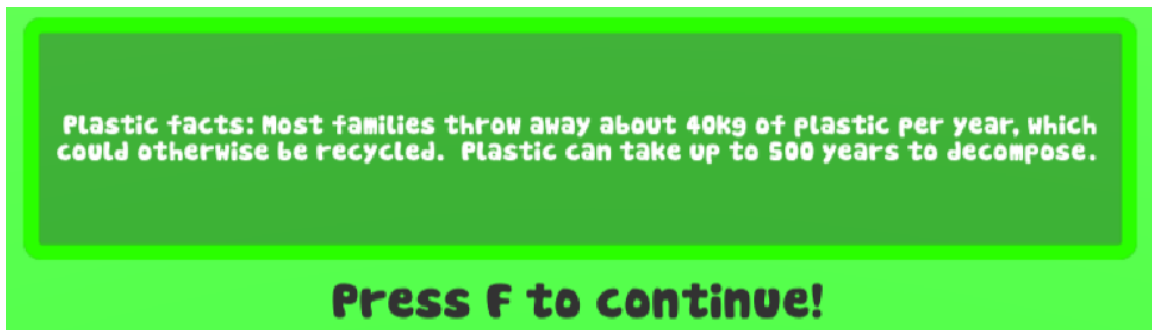 Plastic facts: Most families throw away about 40kg of plastic per year, which
could otherwise be recycled. Plastic can take up to 500 years to decompose.
Press F to continue!